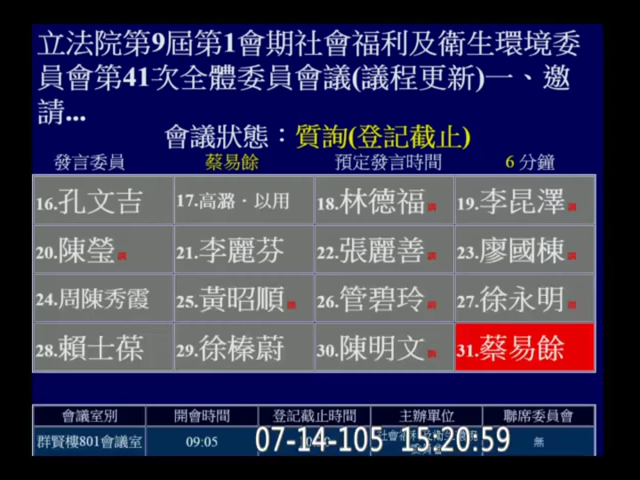 立法院第9屆第1會期社會福利及衛生環境委
員會第41次全體委員會議(議程更新)一、邀
請...
會議狀態：質詢(登記截止)
發言委員 蔡易餘 預定發言時間 6 分鐘
16.孔文吉 17.高潞．以用 18.林德福 19.李昆澤
20.陳瑩 21.李麗芬 22.張麗善 23.廖國棟
24.周陳秀霞 25.黃昭順 26.管碧玲 27.徐永明
28.賴士葆 29.徐榛蔚 30.陳明文 31.蔡易餘
會議室別 開會時間 登記截止時間 主辦單位 聯席委員會
群賢樓801會議室 09:05 無
07-14-105 15:20:59